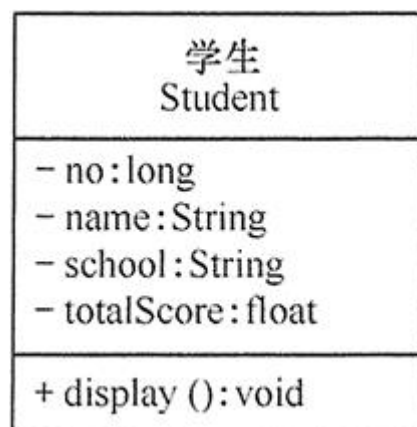 学生
Student
- no:long
- name:String
- school:String
- totalScore:float
+ display ():void